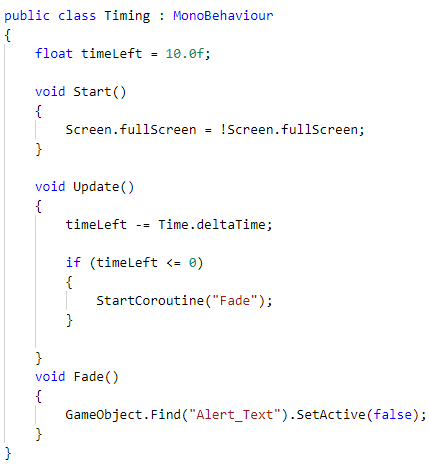 public class Timing : MonoBehaviour
{
    float timeLeft = 10.0f;
    void Start()
    {
        Screen.fullScreen = !Screen.fullScreen;
    }
    void Update()
    {
        timeLeft -= Time.deltaTime;
        if (timeLeft <= 0)
        {
            StartCoroutine("Fade");
        }
    }
    void Fade()
    {
        GameObject.Find("Alert_Text").SetActive(false);
    }
}